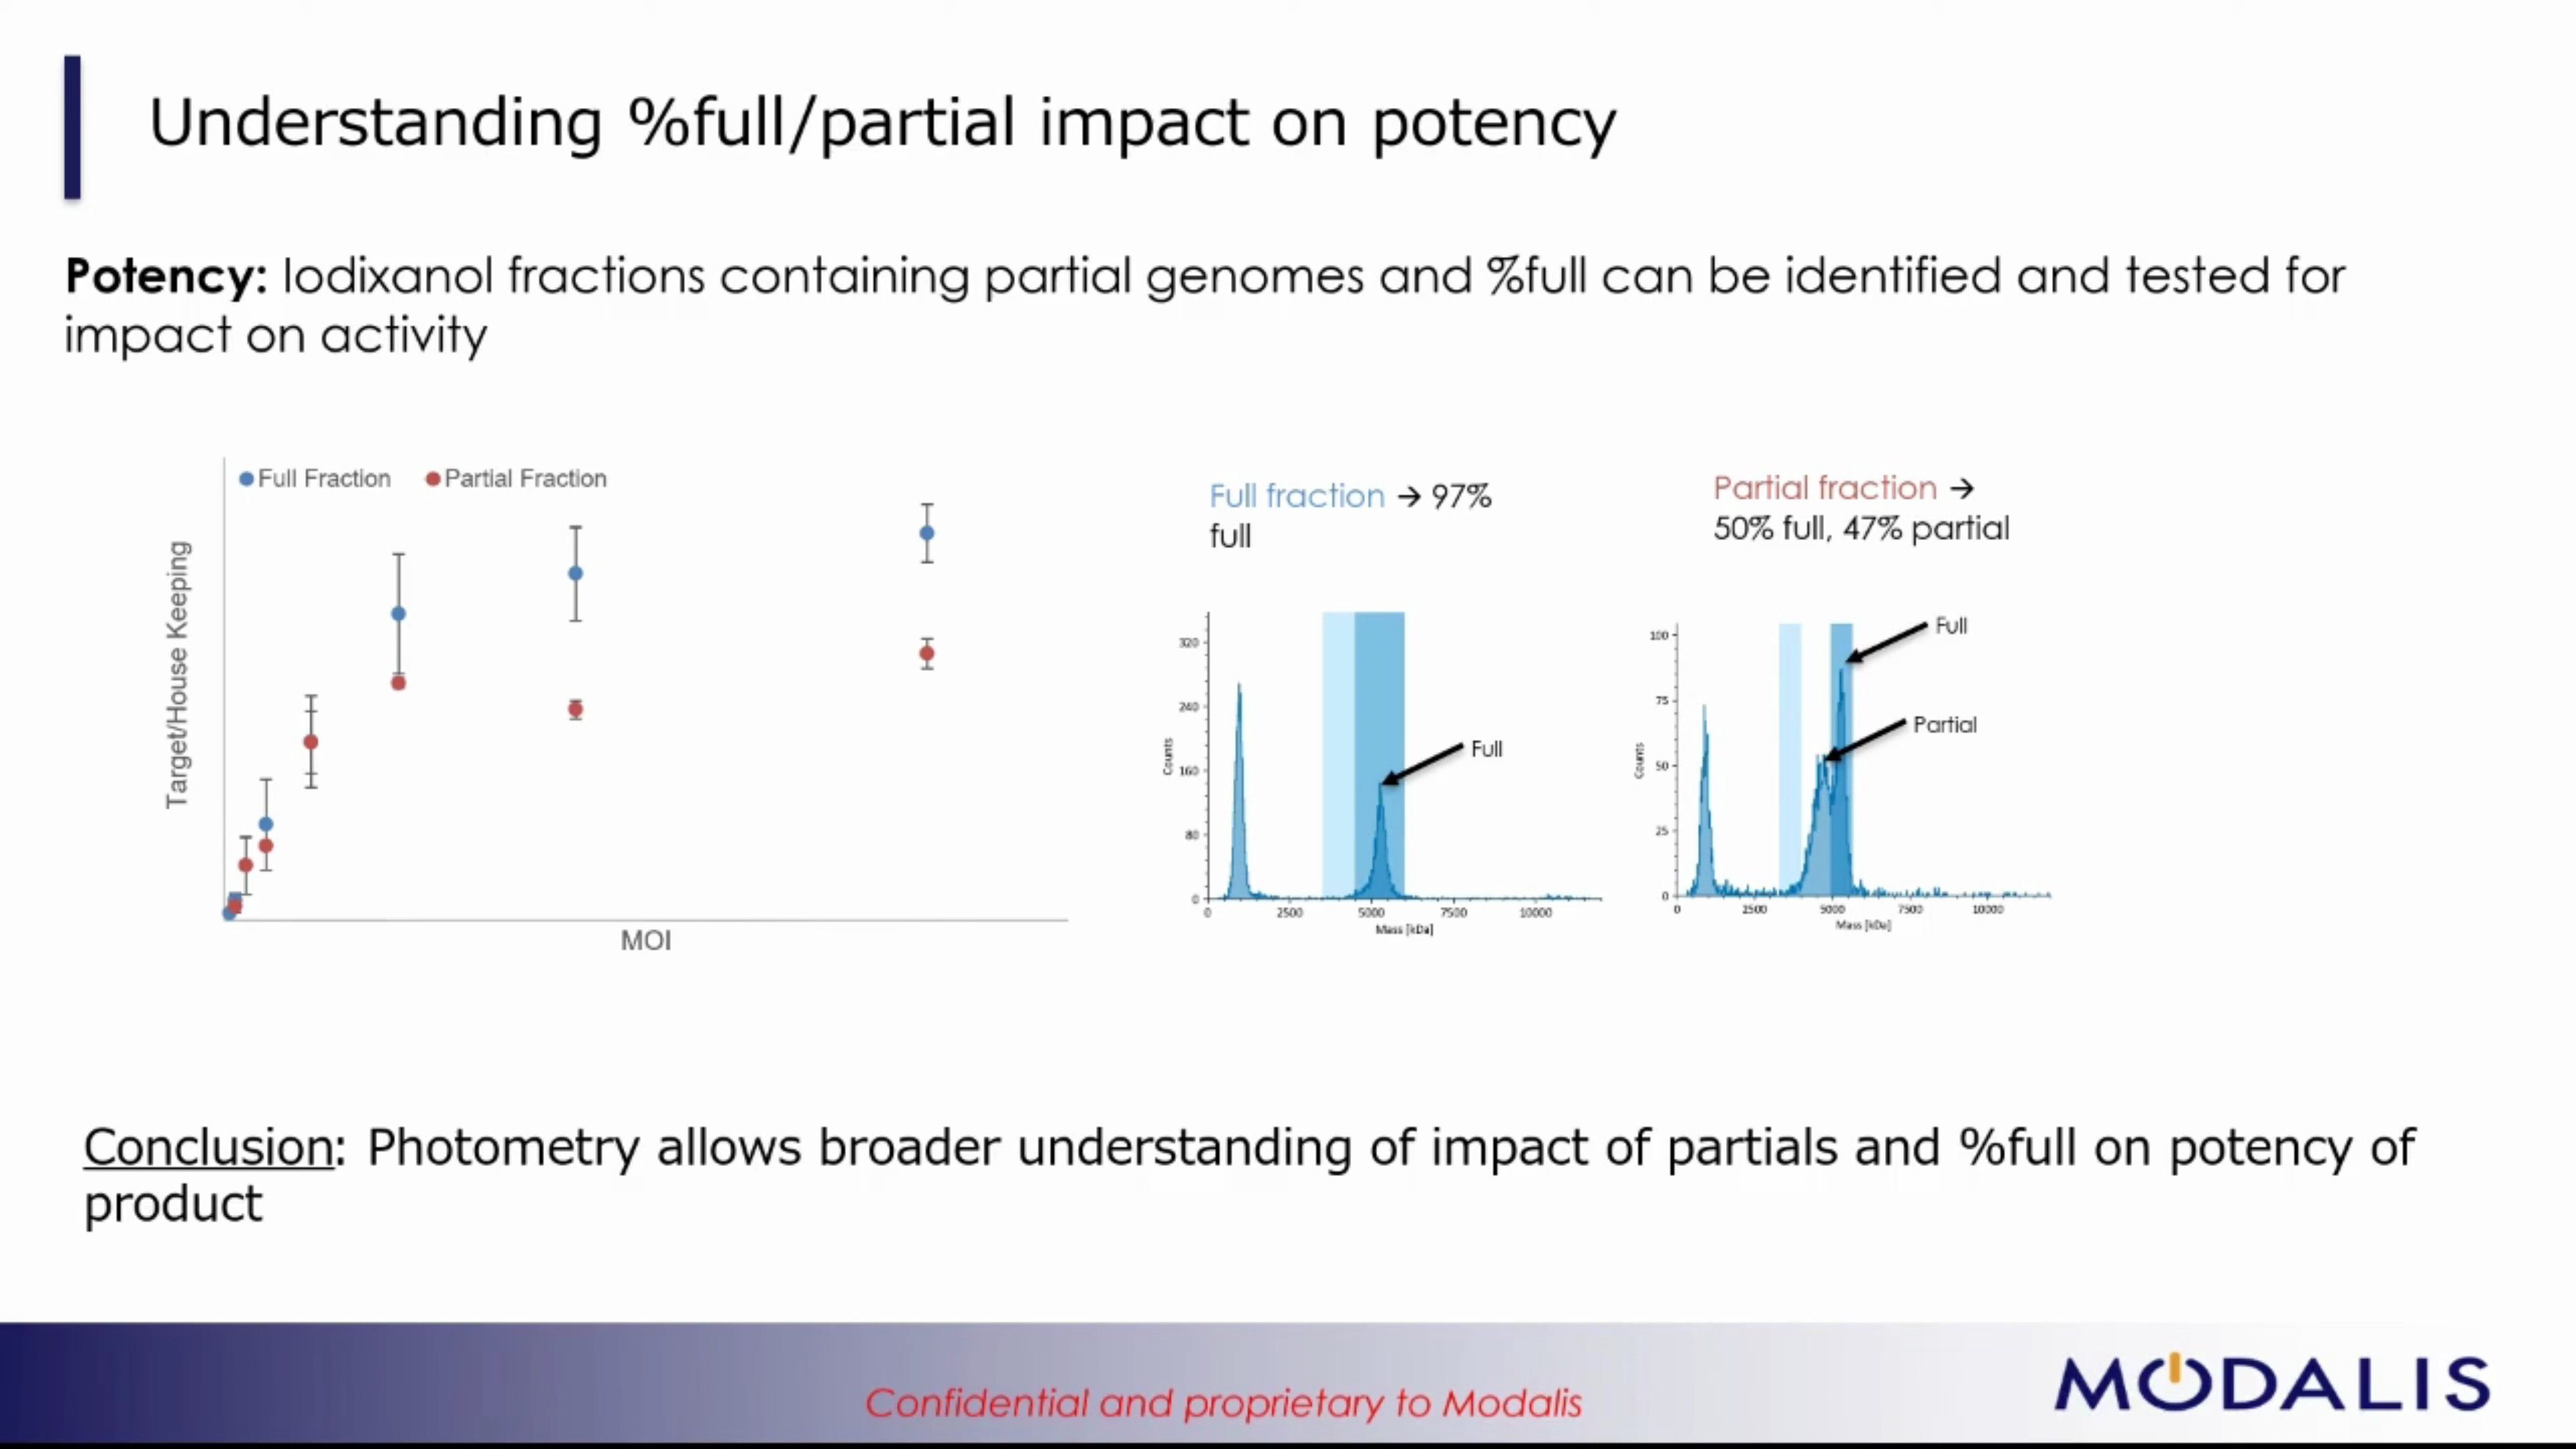 Understanding %full/partial impact on potency
Potency: Iodixanol fractions containing partial genomes and %full can be identified and tested for
impact on activity
Full Fraction
Partial Fraction
Target/House Keeping
MOI
Full fraction → 97%
full
320
240
160
80
0
Counts
0
2500
5000
7500
10000
Mass [kDa]
Full
Partial fraction →
50% full, 47% partial
100
75
50
25
0
Counts
0
2500
5000
7500
10000
Mass [kDa]
Full
Partial
Conclusion: Photometry allows broader understanding of impact of partials and %full on potency of
product
Confidential and proprietary to Modalis
MODALIS